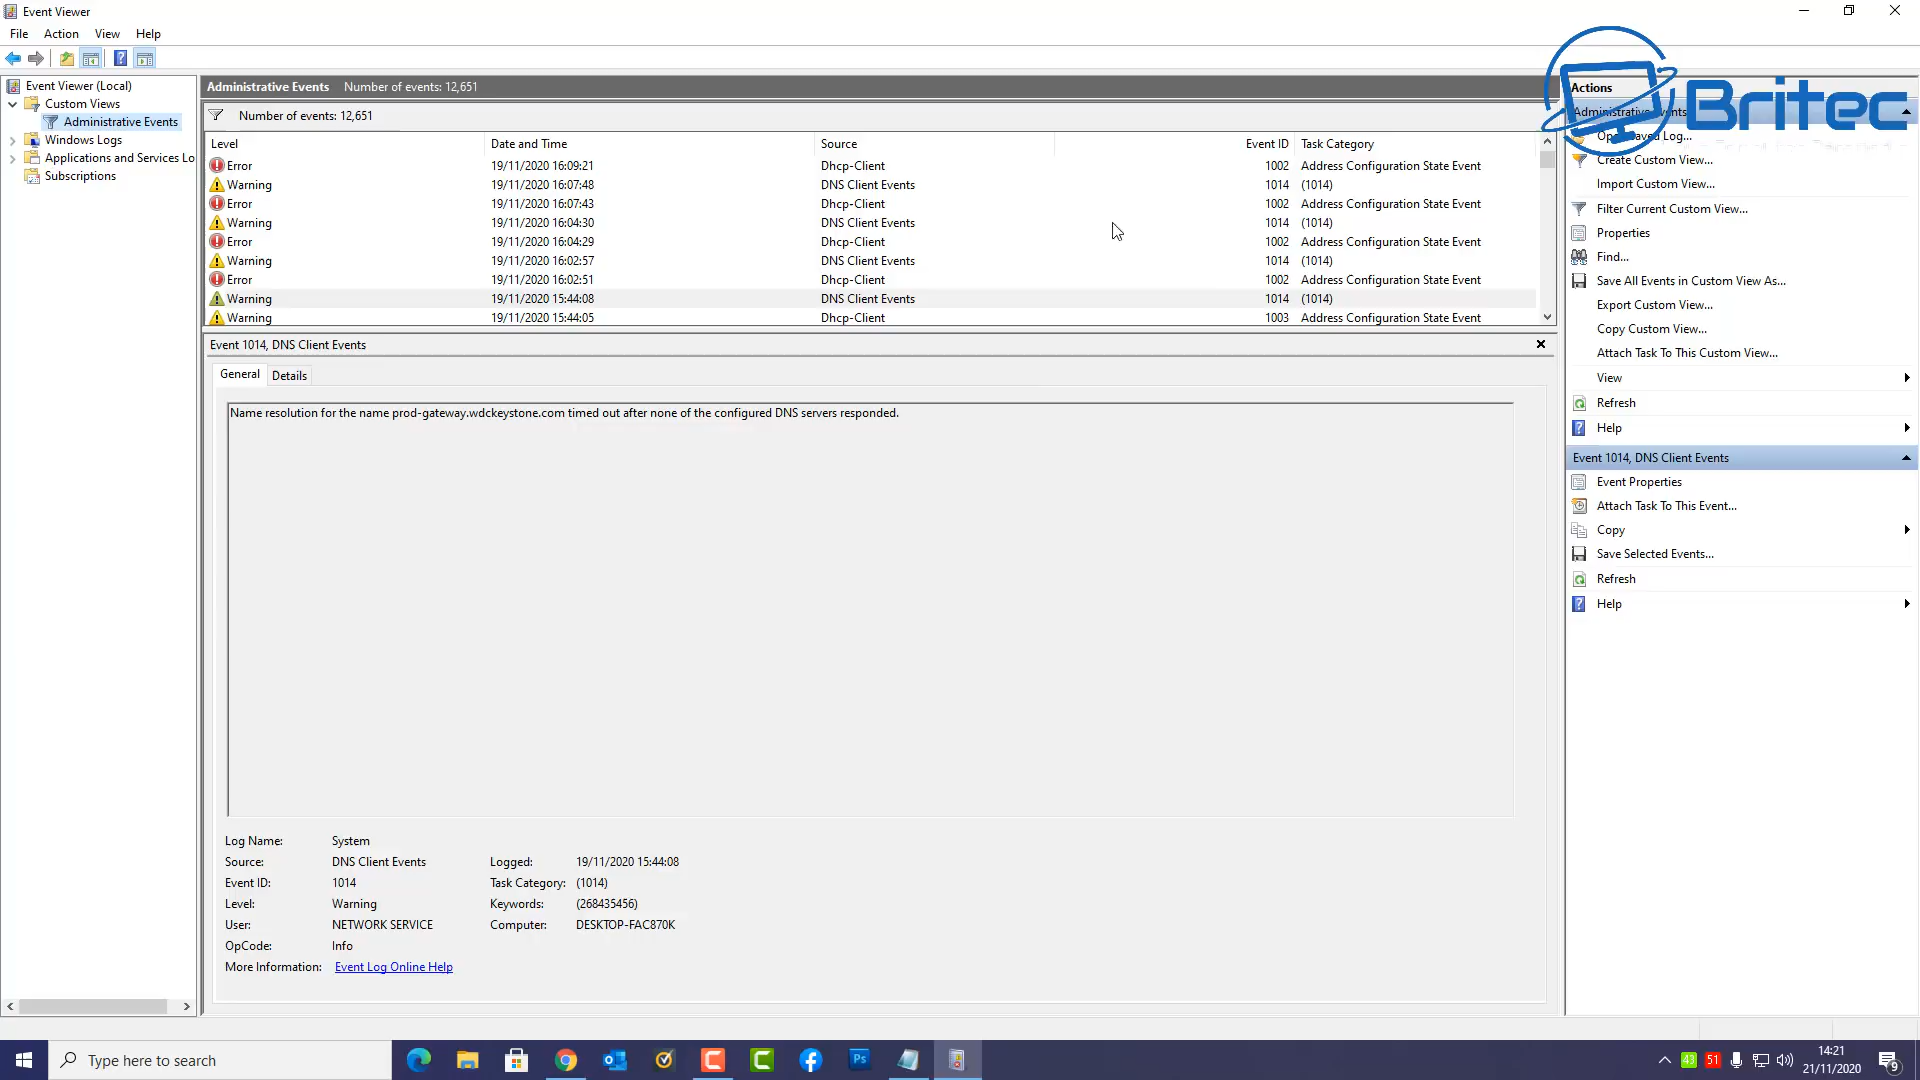 Event Viewer
File Action View Help
Event Viewer (Local)
Custom Views
Administrative Events
Windows Logs
Applications and Services Lo
Subscriptions
Administrative Events Number of events: 12,651
Number of events: 12,651
Level Date and Time Source Event ID Task Category
Error 19/11/2020 16:09:21 Dhcp-Client 1002 Address Configuration State Event
Warning 19/11/2020 16:07:48 DNS Client Events 1014 (1014)
Error 19/11/2020 16:07:43 Dhcp-Client 1002 Address Configuration State Event
Warning 19/11/2020 16:04:30 DNS Client Events 1014 (1014)
Error 19/11/2020 16:04:29 Dhcp-Client 1002 Address Configuration State Event
Warning 19/11/2020 16:02:57 DNS Client Events 1014 (1014)
Error 19/11/2020 16:02:51 Dhcp-Client 1002 Address Configuration State Event
Warning 19/11/2020 15:44:08 DNS Client Events 1014 (1014)
Warning 19/11/2020 15:44:05 Dhcp-Client 1003 Address Configuration State Event
Event 1014, DNS Client Events
General Details
Name resolution for the name prod-gateway.wdckeystone.com timed out after none of the configured DNS servers responded.
Log Name: System
Source: DNS Client Events Logged: 19/11/2020 15:44:08
Event ID: 1014 Task Category: (1014)
Level: Warning Keywords: (268435456)
User: NETWORK SERVICE Computer: DESKTOP-FAC870K
OpCode: Info
More Information: Event Log Online Help
Actions
Britec
Create Custom View...
Import Custom View...
Filter Current Custom View...
Properties
Find...
Save All Events in Custom View As...
Export Custom View...
Copy Custom View...
Attach Task To This Custom View...
View
Refresh
Help
Event 1014, DNS Client Events
Event Properties
Attach Task To This Event...
Copy
Save Selected Events...
Refresh
Help
Type here to search
Ps
43 51
14:21
21/11/2020
9